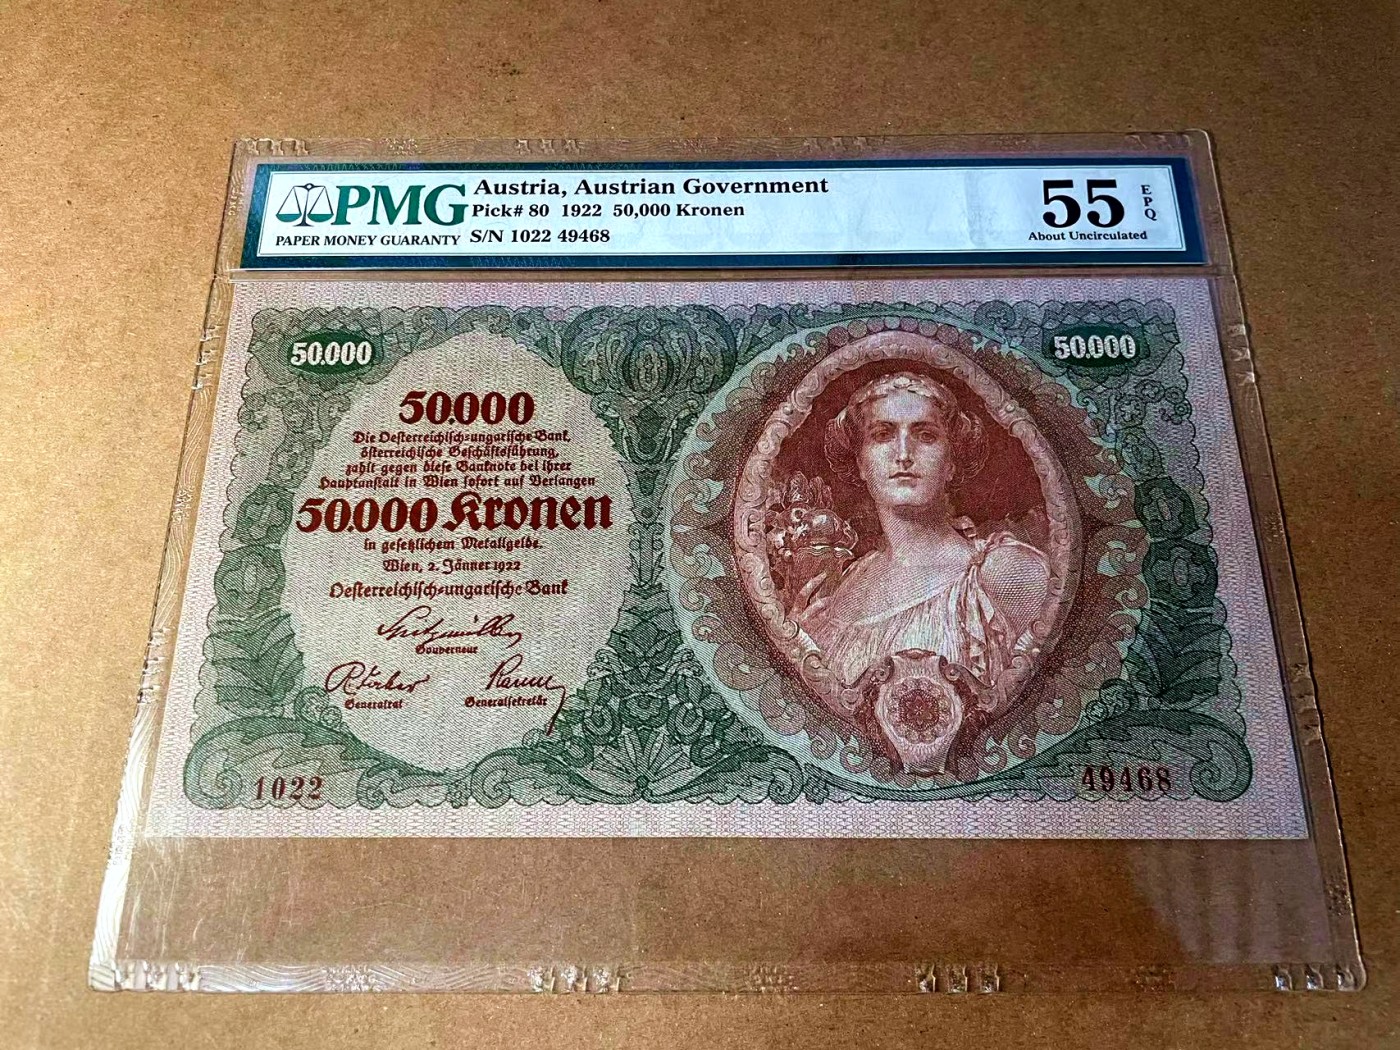 PMG
PAPER MONEY GUARANTY
Austria, Austrian Government
Pick# 80 1922 50,000 Kronen
S/N 1022 49468
55
EPQ
About Uncirculated
50.000
50.000
50.000
Die Oesterreichisch-ungarische Bank,
österreichische Geschäftsführung,
zahlt gegen diese Banknote bei ihrer
Hauptanstalt in Wien sofort auf Verlangen
50.000 Kronen
in gesetzlichem Metallgelde.
Wien, 2. Jänner 1922
Oesterreichisch-ungarische Bank
Gouverneur
Generalrat
Generalsekretär
1022
49468